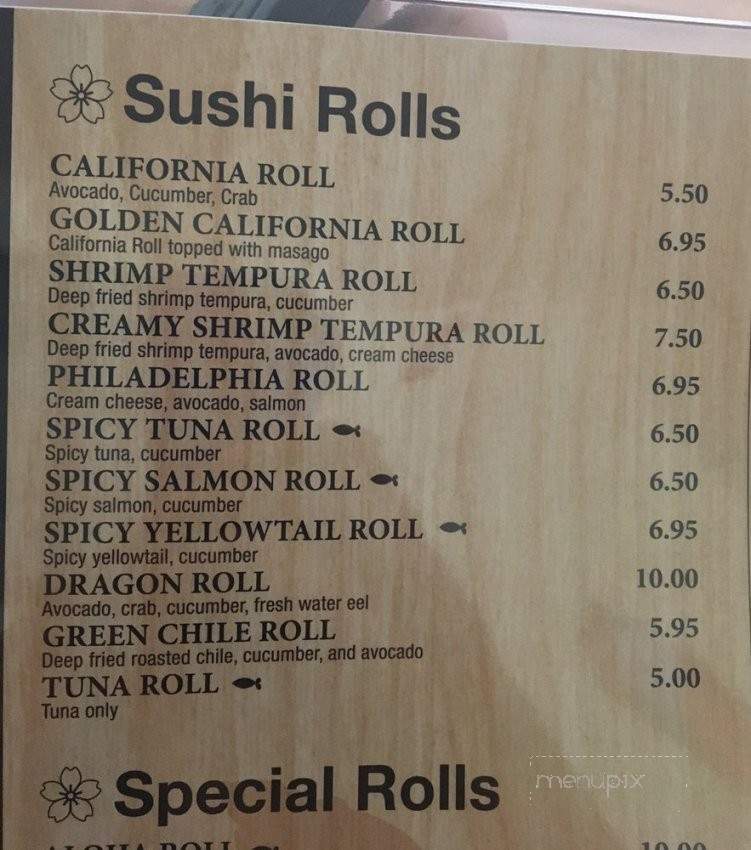 Sushi Rolls
CALIFORNIA ROLL 5.50
Avocado, Cucumber, Crab
GOLDEN CALIFORNIA ROLL 6.95
California Roll topped with masago
SHRIMP TEMPURA ROLL 6.50
Deep fried shrimp tempura, cucumber
CREAMY SHRIMP TEMPURA ROLL 7.50
Deep fried shrimp tempura, avocado, cream cheese
PHILADELPHIA ROLL 6.95
Cream cheese, avocado, salmon
SPICY TUNA ROLL 6.50
Spicy tuna, cucumber
SPICY SALMON ROLL 6.50
Spicy salmon, cucumber
SPICY YELLOWTAIL ROLL 6.95
Spicy yellowtail, cucumber
DRAGON ROLL 10.00
Avocado, crab, cucumber, fresh water eel
GREEN CHILE ROLL 5.95
Deep fried roasted chile, cucumber, and avocado
TUNA ROLL 5.00
Tuna only
Special Rolls
menupix
ALOHA ROLL 10.00